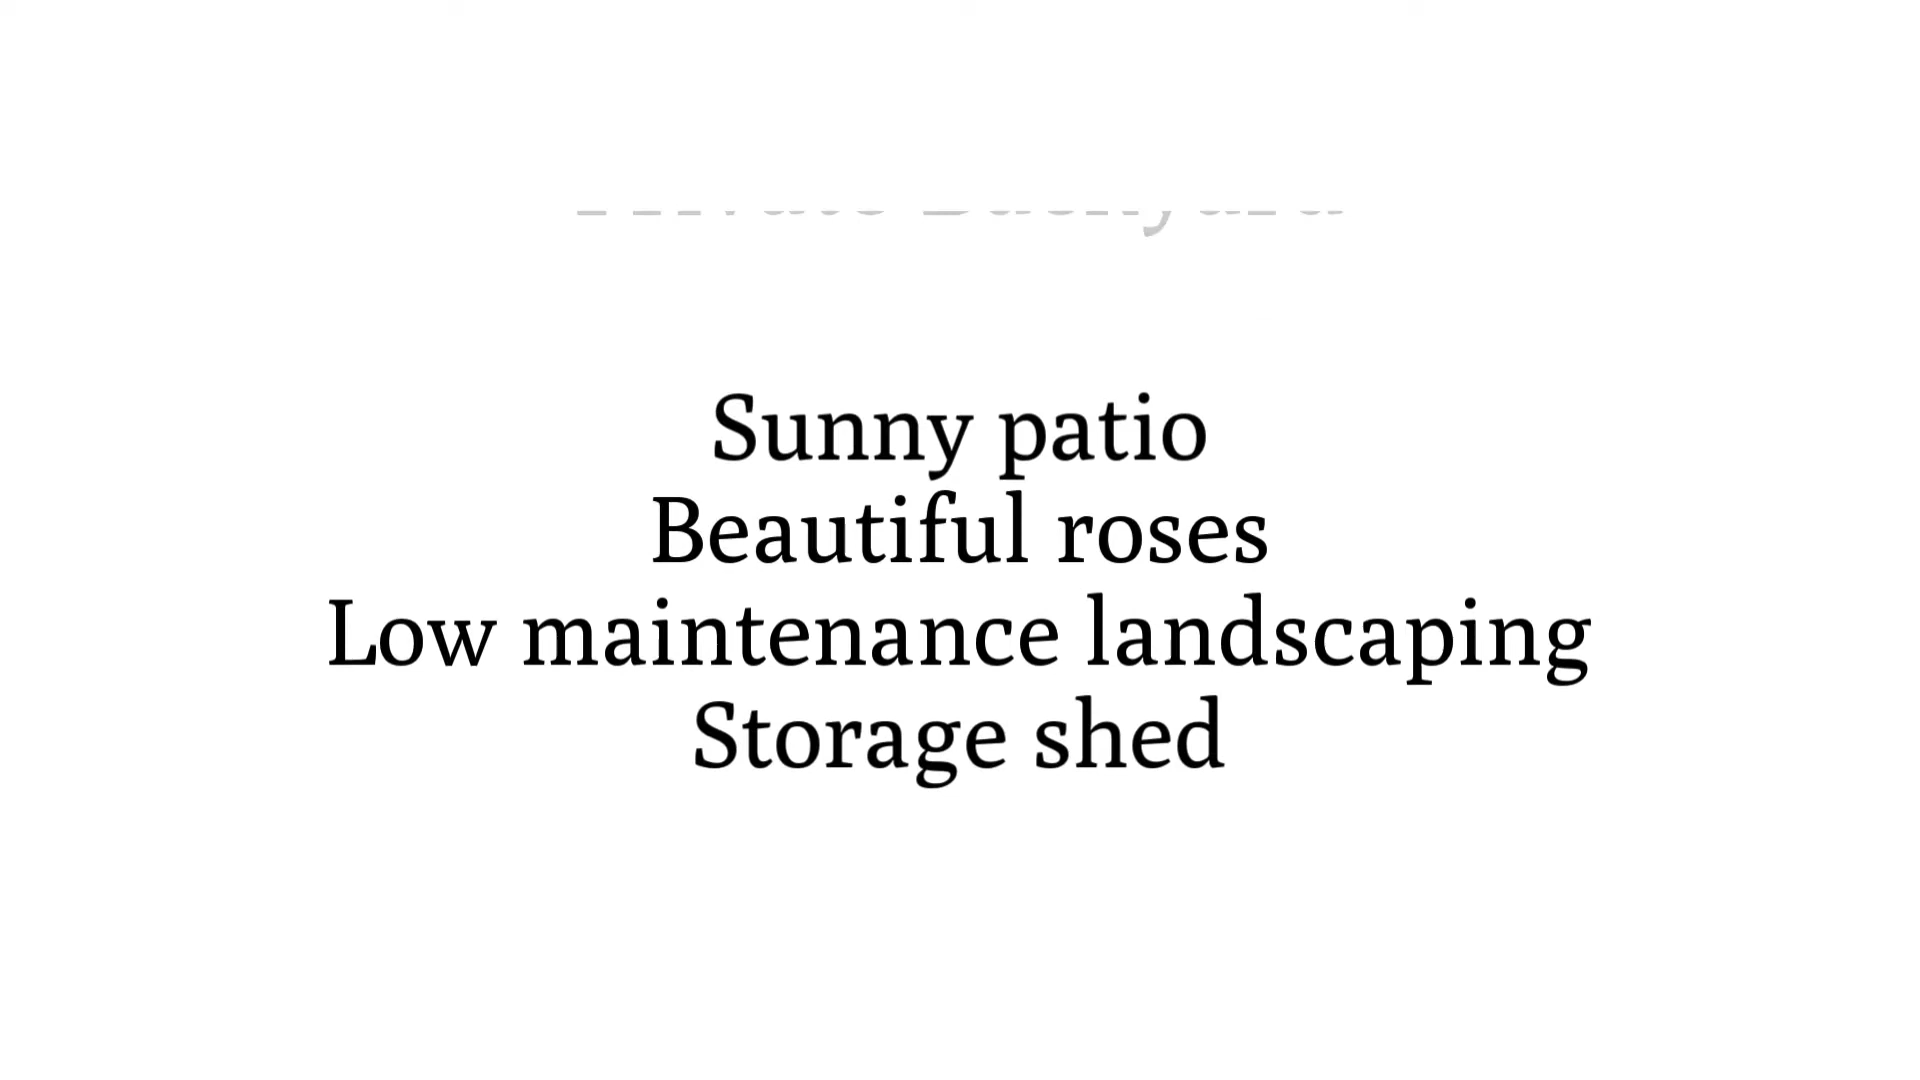 Sunny patio
Beautiful roses
Low maintenance landscaping
Storage shed